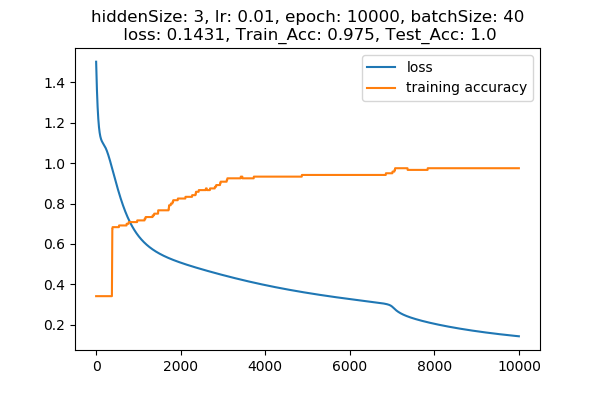 hiddenSize: 3, lr: 0.01, epoch: 10000, batchSize: 40
loss: 0.1431, Train_Acc: 0.975, Test_Acc: 1.0
loss
training accuracy
1.4
1.2
1.0
0.8
0.6
0.4
0.2
0 2000 4000 6000 8000 10000